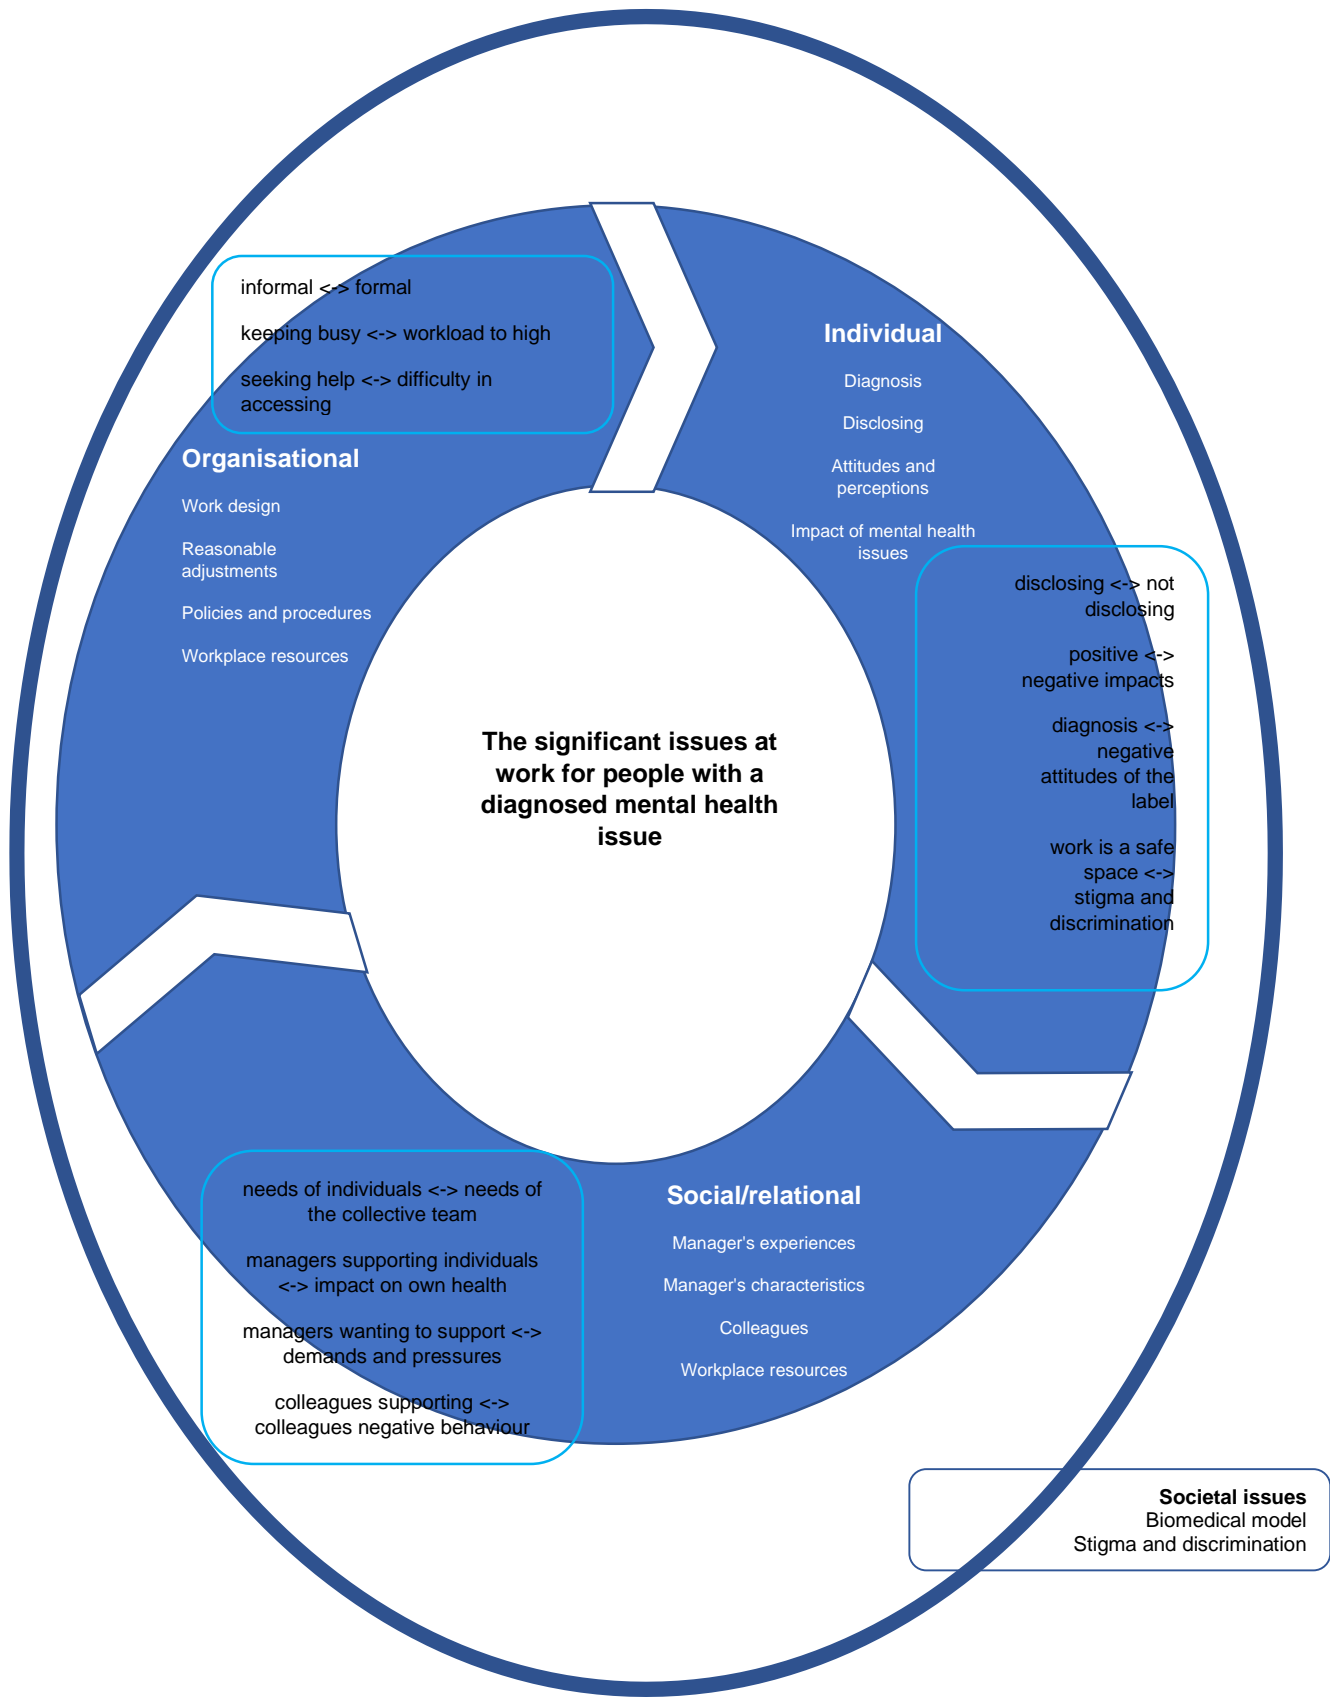 informal <-> formal
keeping busy <-> workload to high
seeking help <-> difficulty in
accessing
Organisational
Work design
Reasonable
adjustments
Policies and procedures
Workplace resources
Individual
Diagnosis
Disclosing
Attitudes and
perceptions
Impact of mental health
issues
disclosing <-> not
disclosing
positive <->
negative impacts
diagnosis <->
negative
attitudes of the
label
work is a safe
space <->
stigma and
discrimination
The significant issues at
work for people with a
diagnosed mental health
issue
needs of individuals <-> needs of
the collective team
managers supporting individuals
<-> impact on own health
managers wanting to support <->
demands and pressures
colleagues supporting <->
colleagues negative behaviour
Social/relational
Manager's experiences
Manager's characteristics
Colleagues
Workplace resources
Societal issues
Biomedical model
Stigma and discrimination